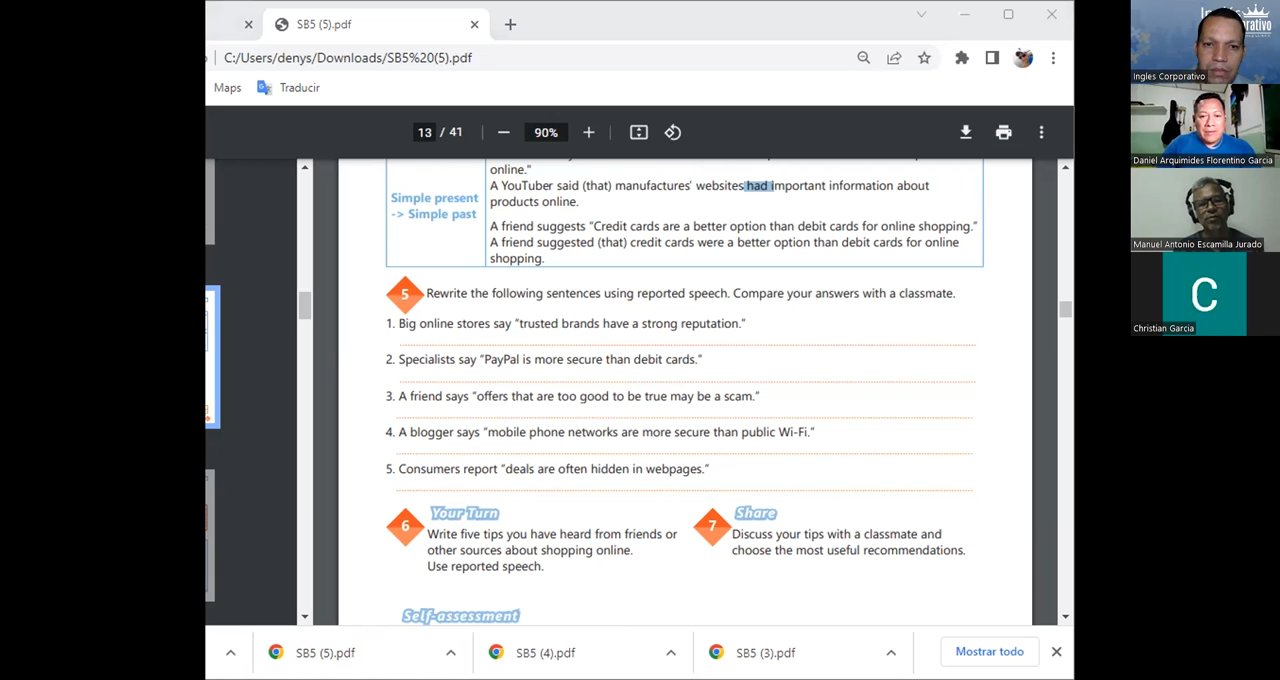 SB5 (5).pdf
C:/Users/denys/Downloads/SB5%20(5).pdf
Maps
Traducir
13 / 41
90%
online."
Simple present
-> Simple past
A YouTuber said (that) manufactures' websites had important information about
products online.
A friend suggests "Credit cards are a better option than debit cards for online shopping."
A friend suggested (that) credit cards were a better option than debit cards for online
shopping.
5 Rewrite the following sentences using reported speech. Compare your answers with a classmate.
1. Big online stores say "trusted brands have a strong reputation."
2. Specialists say "PayPal is more secure than debit cards."
3. A friend says "offers that are too good to be true may be a scam."
4. A blogger says "mobile phone networks are more secure than public Wi-Fi."
5. Consumers report "deals are often hidden in webpages."
6 Your Turn
Write five tips you have heard from friends or
other sources about shopping online.
Use reported speech.
7 Share
Discuss your tips with a classmate and
choose the most useful recommendations.
Self-assessment
SB5 (5).pdf
SB5 (4).pdf
SB5 (3).pdf
Mostrar todo
Ingles Corporativo
Daniel Arquimides Florentino Garcia
Manuel Antonio Escamilla Jurado
C
Christian Garcia